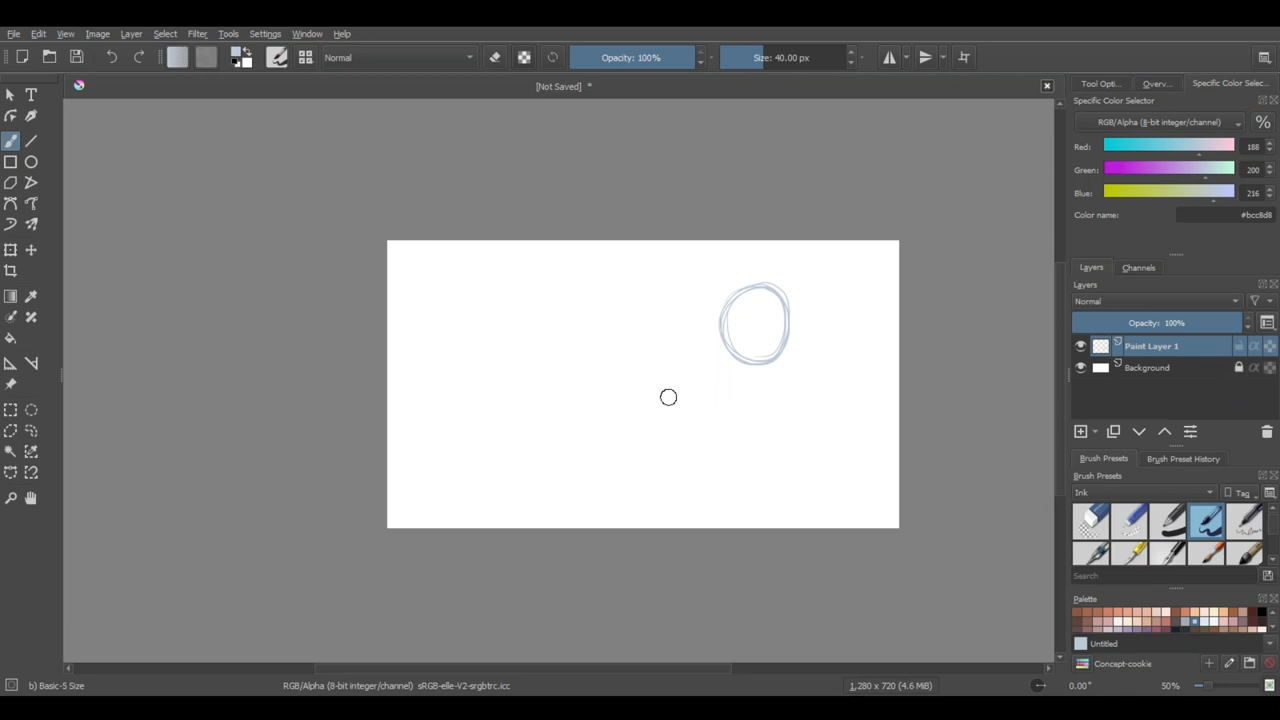 File Edit View Image Layer Select Filter Tools Settings Window Help
Normal Opacity: 100% Size: 40.00 px
[Not Saved] *
Tool Opti... Overv... Specific Color Selec...
Specific Color Selector
RGB/Alpha (8-bit integer/channel) %
Red: 188
Green: 200
Blue: 216
Color name: #bcc8d8
Layers Channels
Layers
Normal
Opacity: 100%
Paint Layer 1
Background
Brush Presets Brush Preset History
Brush Presets
Ink Tag
Search
Palette
Untitled
Concept-cookie
b) Basic-5 Size RGB/Alpha (8-bit integer/channel) sRGB-elle-V2-srgbtrc.icc 1,280 x 720 (4.6 MiB) 0.00° 50%